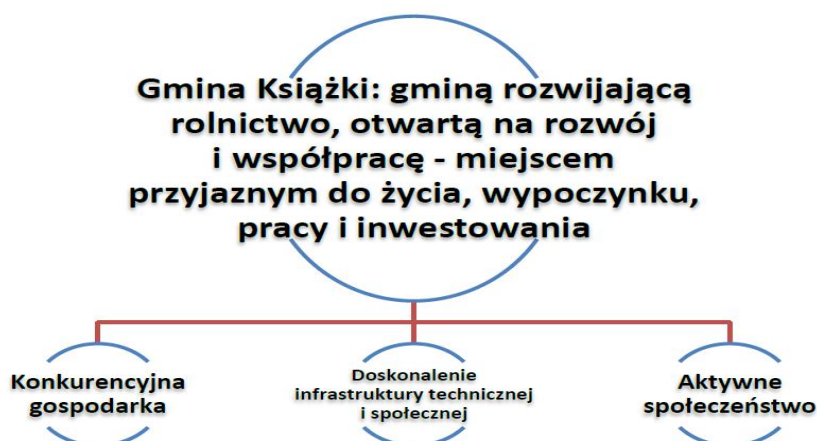 Gmina Książki: gminą rozwijającą
rolnictwo, otwartą na rozwój
i współpracę - miejscem
przyjaznym do życia, wypoczynku,
pracy i inwestowania
Konkurencyjna
gospodarka
Doskonalenie
infrastruktury technicznej
i społecznej
Aktywne
społeczeństwo